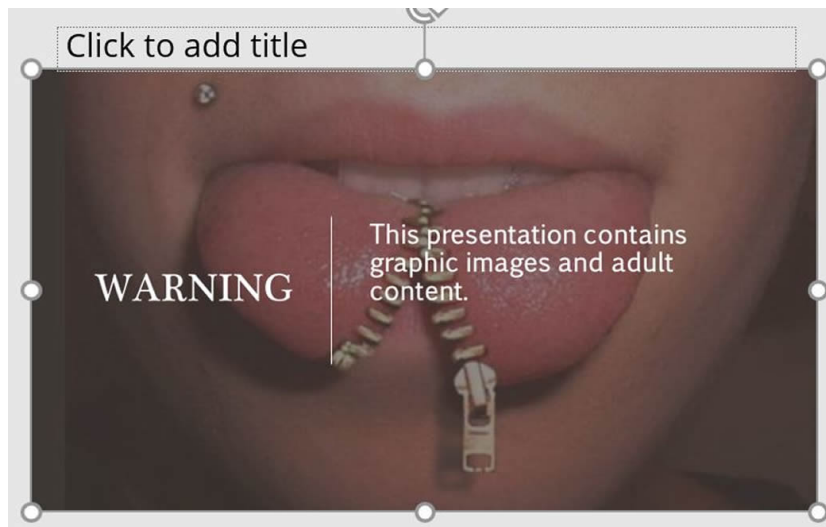 Click to add title
This presentation contains
graphic images and adult
content.
WARNING